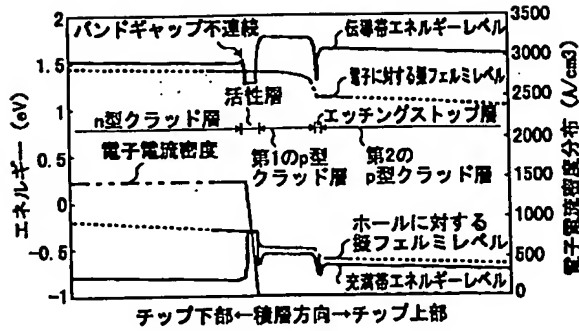 バンドギャップ不連続
伝導帯エネルギーレベル
電子に対する擬フェルミレベル
活性層
n型クラッド層
エッチングストップ層
電子電流密度
第1のp型
クラッド層
第2の
p型クラッド層
ホールに対する
擬フェルミレベル
充満帯エネルギーレベル
エネルギー (eV)
2
1.5
1
0.5
0
-0.5
-1
電子電流密度分布 (A/cm3)
3500
3000
2500
2000
1500
1000
500
0
チップ下部←積層方向→チップ上部